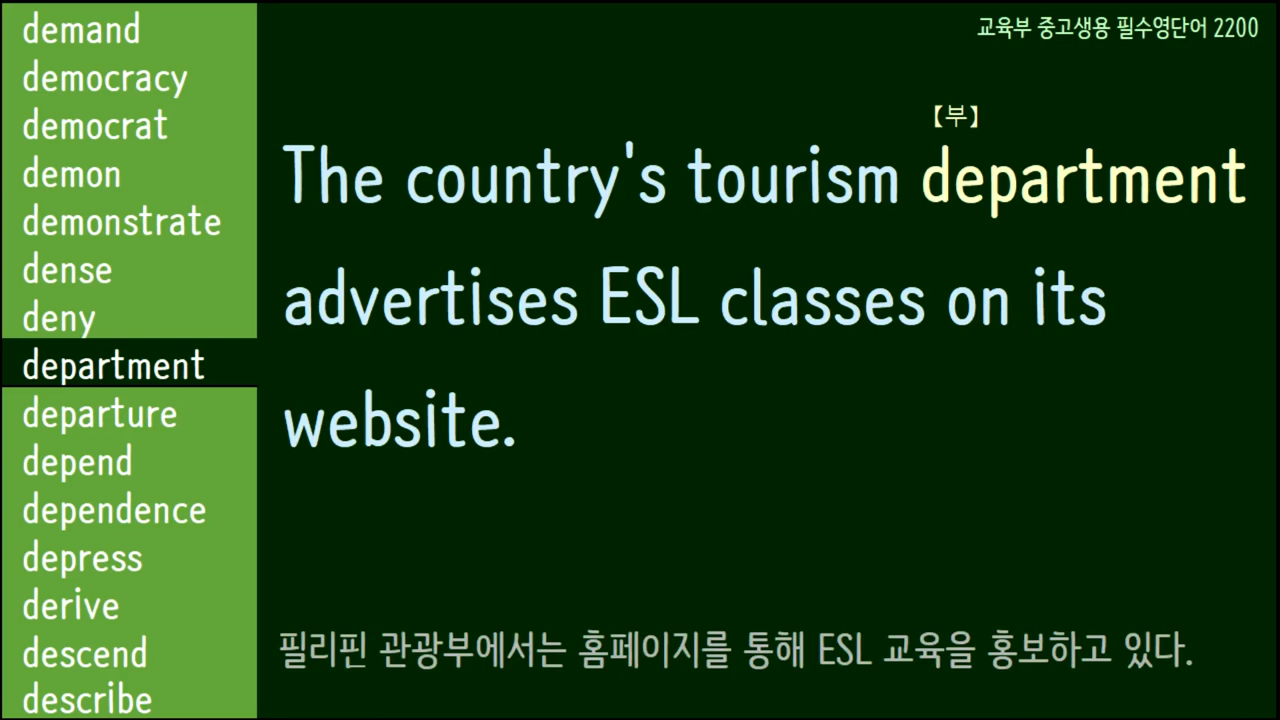 demand
democracy
democrat
demon
demonstrate
dense
deny
department
departure
depend
dependence
depress
derive
descend
describe
교육부 중고생용 필수영단어 2200
【부】
The country's tourism department
advertises ESL classes on its
website.
필리핀 관광부에서는 홈페이지를 통해 ESL 교육을 홍보하고 있다.